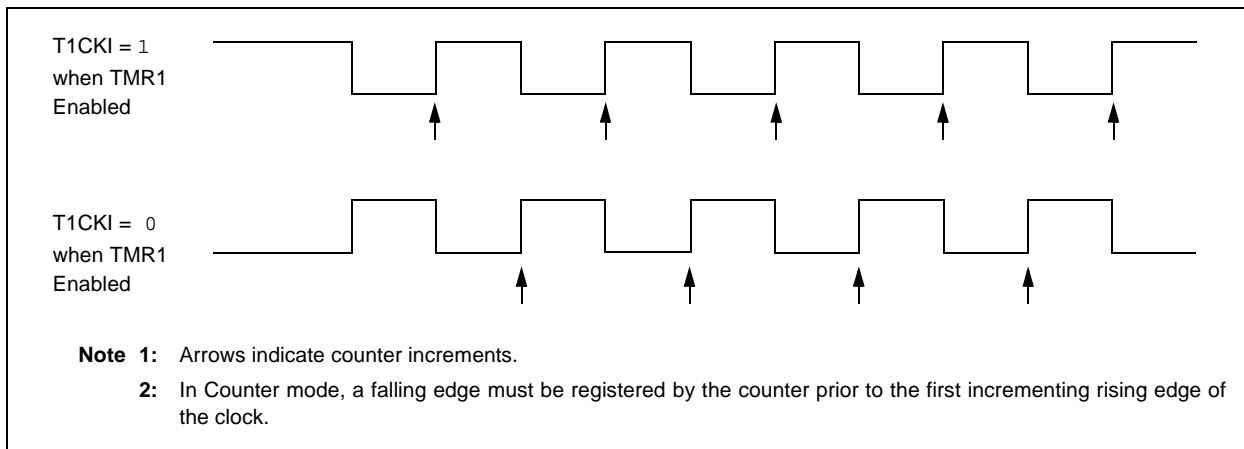 T1CKI = 1
when TMR1
Enabled
T1CKI = 0
when TMR1
Enabled
Note 1: Arrows indicate counter increments.
2: In Counter mode, a falling edge must be registered by the counter prior to the first incrementing rising edge of
the clock.